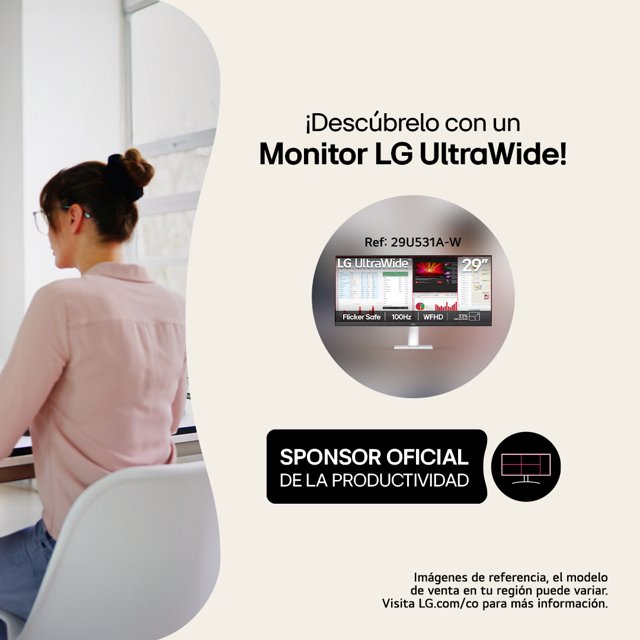 ¡Descúbrelo con un
Monitor LG UltraWide!
Ref: 29U531A-W
LG UltraWide™ 29”
Flicker Safe | 100Hz | WFHD
SPONSOR OFICIAL
DE LA PRODUCTIVIDAD
Imágenes de referencia, el modelo
de venta en tu región puede variar.
Visita LG.com/co para más información.